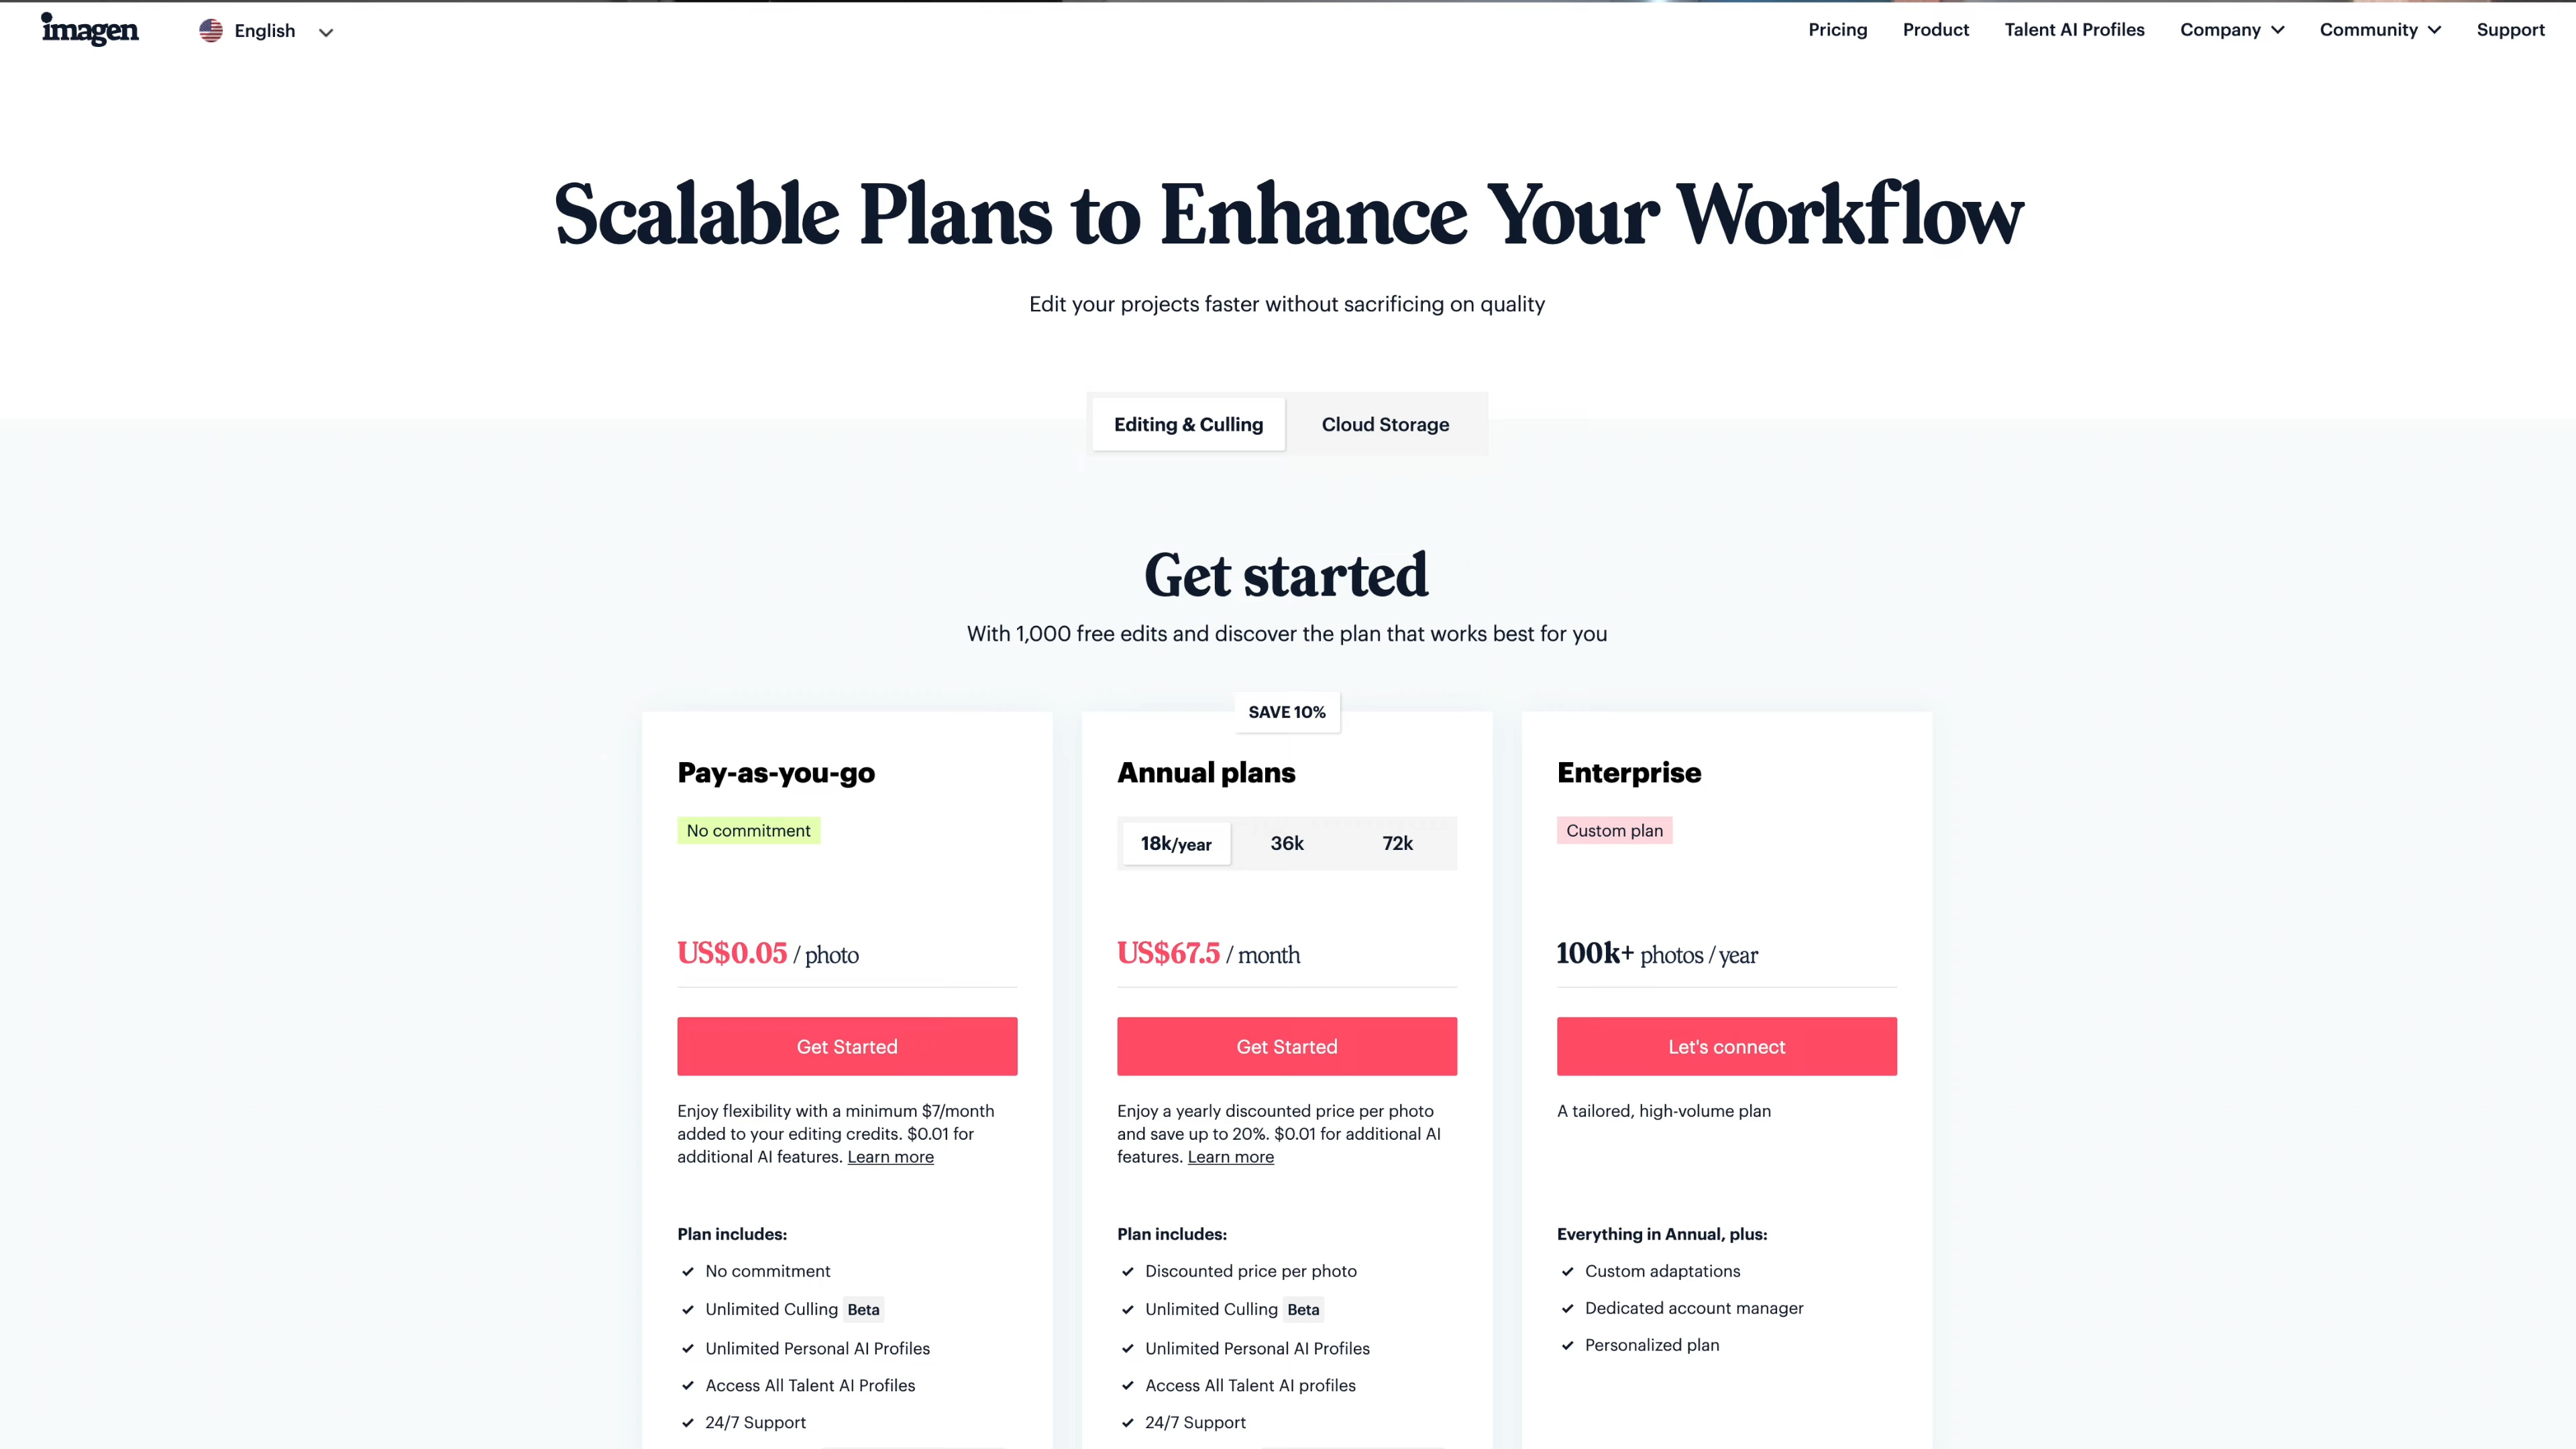 imagen
English
Pricing
Product
Talent AI Profiles
Company
Community
Support
Scalable Plans to Enhance Your Workflow
Edit your projects faster without sacrificing on quality
Editing & Culling
Cloud Storage
Get started
With 1,000 free edits and discover the plan that works best for you
Pay-as-you-go
No commitment
US$0.05 / photo
Get Started
Enjoy flexibility with a minimum $7/month
added to your editing credits. $0.01 for
additional AI features. Learn more
Plan includes:
No commitment
Unlimited Culling Beta
Unlimited Personal AI Profiles
Access All Talent AI Profiles
24/7 Support
SAVE 10%
Annual plans
18k/year
36k
72k
US$67.5 / month
Get Started
Enjoy a yearly discounted price per photo
and save up to 20%. $0.01 for additional AI
features. Learn more
Plan includes:
Discounted price per photo
Unlimited Culling Beta
Unlimited Personal AI Profiles
Access All Talent AI profiles
24/7 Support
Enterprise
Custom plan
100k+ photos / year
Let's connect
A tailored, high-volume plan
Everything in Annual, plus:
Custom adaptations
Dedicated account manager
Personalized plan